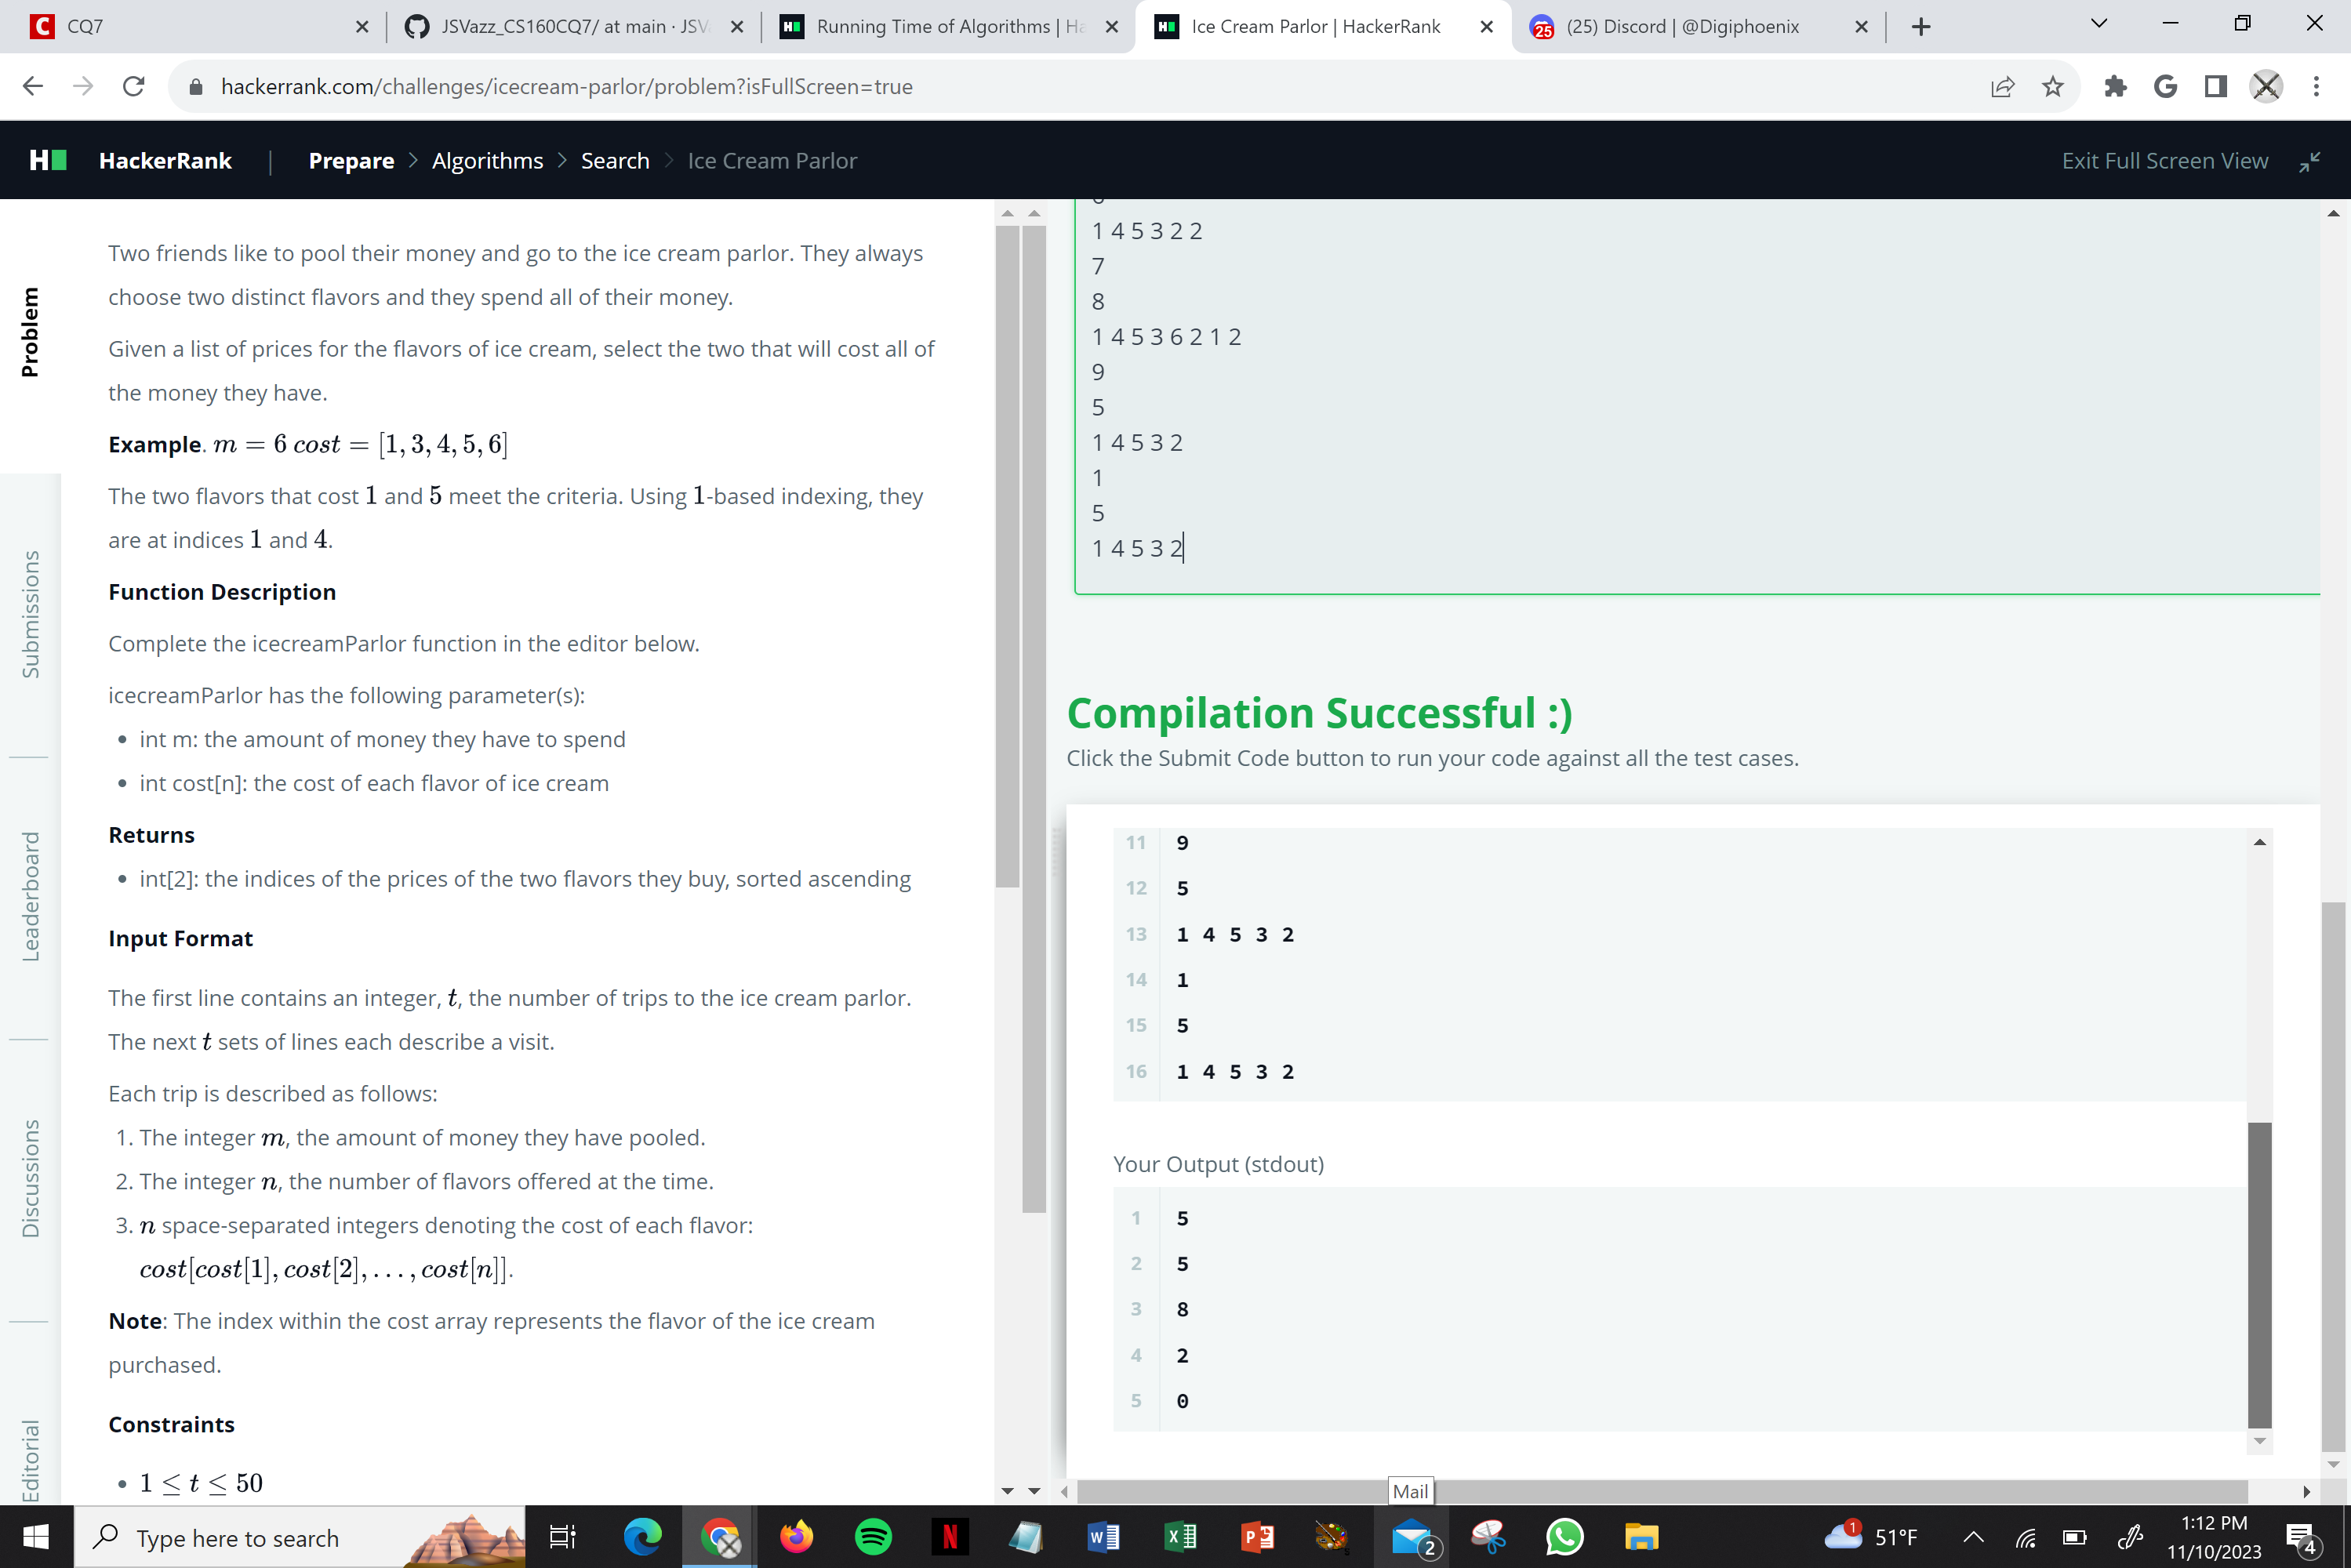 CQ7
JSVazz_CS160CQ7/ at main · JSV
Running Time of Algorithms | Ha
Ice Cream Parlor | HackerRank
(25) Discord | @Digiphoenix
hackerrank.com/challenges/icecream-parlor/problem?isFullScreen=true
HackerRank | Prepare > Algorithms > Search > Ice Cream Parlor
Exit Full Screen View
Problem
Submissions
Leaderboard
Discussions
Editorial
Two friends like to pool their money and go to the ice cream parlor. They always
choose two distinct flavors and they spend all of their money.
Given a list of prices for the flavors of ice cream, select the two that will cost all of
the money they have.
Example. m = 6 cost = [1, 3, 4, 5, 6]
The two flavors that cost 1 and 5 meet the criteria. Using 1-based indexing, they
are at indices 1 and 4.
Function Description
Complete the icecreamParlor function in the editor below.
icecreamParlor has the following parameter(s):
• int m: the amount of money they have to spend
• int cost[n]: the cost of each flavor of ice cream
Returns
• int[2]: the indices of the prices of the two flavors they buy, sorted ascending
Input Format
The first line contains an integer, t, the number of trips to the ice cream parlor.
The next t sets of lines each describe a visit.
Each trip is described as follows:
1. The integer m, the amount of money they have pooled.
2. The integer n, the number of flavors offered at the time.
3. n space-separated integers denoting the cost of each flavor:
cost[cost[1], cost[2], . . . , cost[n]].
Note: The index within the cost array represents the flavor of the ice cream
purchased.
Constraints
• 1 ≤ t ≤ 50
1 4 5 3 2 2
7
8
1 4 5 3 6 2 1 2
9
5
1 4 5 3 2
1
5
1 4 5 3 2
Compilation Successful :)
Click the Submit Code button to run your code against all the test cases.
11 9
12 5
13 1 4 5 3 2
14 1
15 5
16 1 4 5 3 2
Your Output (stdout)
1 5
2 5
3 8
4 2
5 0
Mail
Type here to search
2
1
51°F
1:12 PM
11/10/2023
4